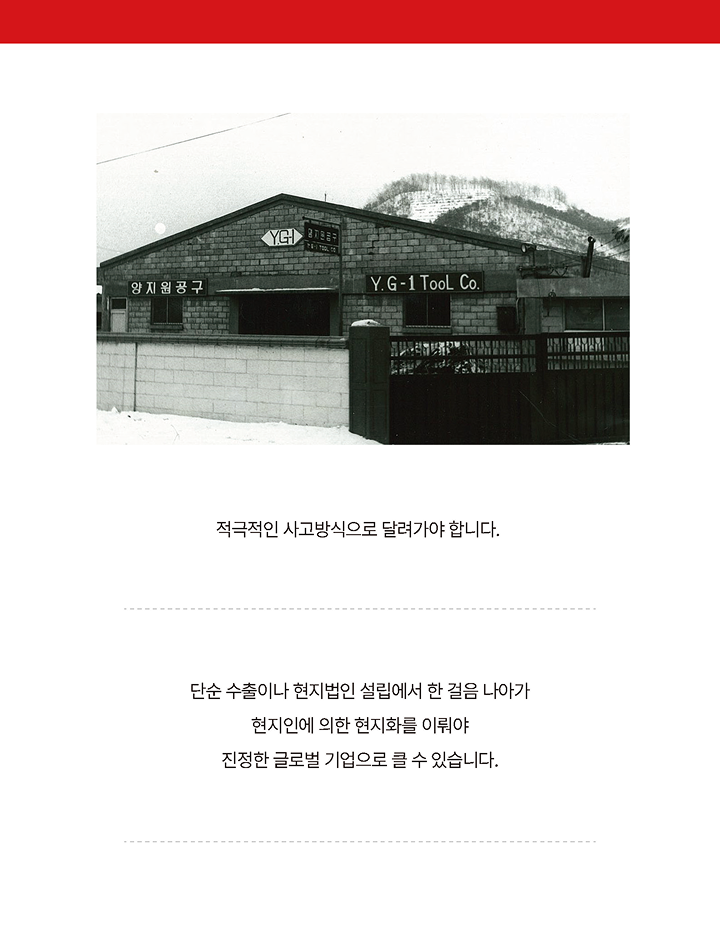 YG-1
양지원공구
Y·G-1 TOOL CO
양지원공구
Y.G-1 TooL Co.
적극적인 사고방식으로 달려가야 합니다.
단순 수출이나 현지법인 설립에서 한 걸음 나아가
현지인에 의한 현지화를 이뤄야
진정한 글로벌 기업으로 클 수 있습니다.